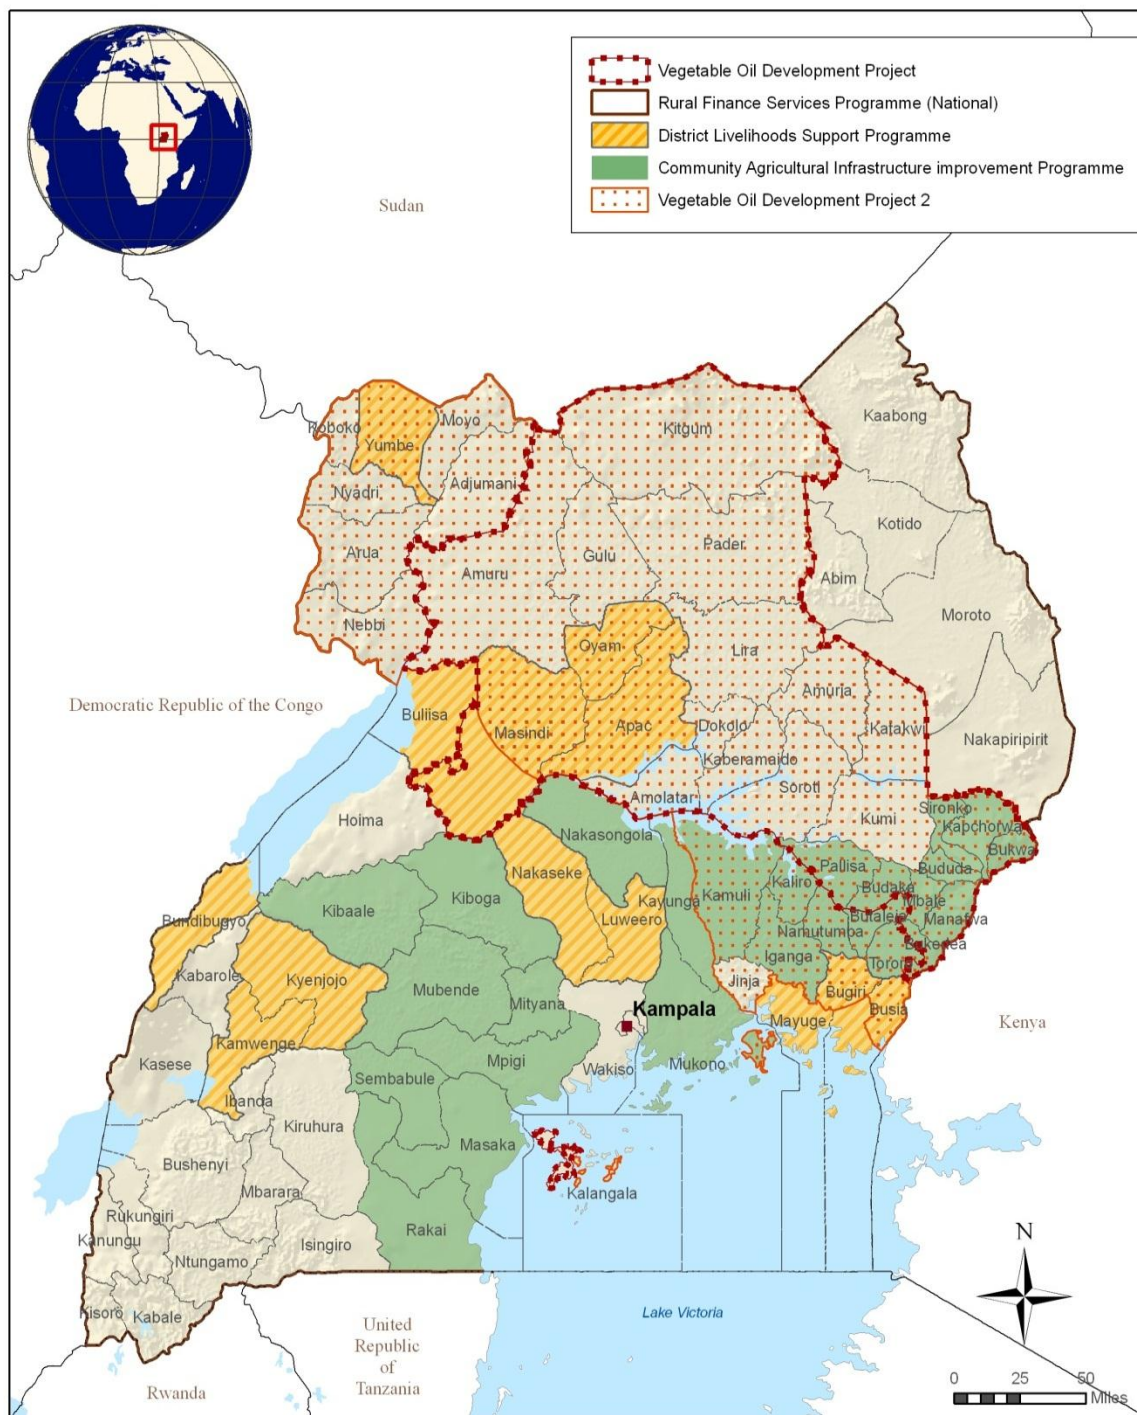 Vegetable Oil Development Project
Rural Finance Services Programme (National)
District Livelihoods Support Programme
Community Agricultural Infrastructure improvement Programme
Vegetable Oil Development Project 2
Sudan
Kaabong
Kitgum
Moyo
Koboko
Yumbe
Adjumani
Nyadri
Kotido
Pader
Arua
Gulu
Amuru
Abim
Moroto
Nebbi
Oyam
Lira
Amuria
Democratic Republic of the Congo
Buliisa
Masindi
Apac
Dokolo
Katakwi
Nakapiripirit
Kaberamaido
Soroti
Amolatar
Sironko
Kumi
Kapchorwa
Hoima
Nakasongola
Bukwa
Pallisa
Bududa
Nakaseke
Kaliro
Budaka
Kiboga
Kayunga
Kamuli
Mbale
Kibaale
Luweero
Butaleja
Manafwa
Bundibugyo
Namutumba
Bukedea
Iganga
Tororo
Kabarole
Kyenjojo
Jinja
Mubende
Mityana
Bugiri
Kampala
Busia
Mayuge
Kenya
Kamwenge
Kasese
Mpigi
Wakiso
Mukono
Sembabule
Ibanda
Kiruhura
Masaka
Bushenyi
Mbarara
Kalangala
Rukungiri
Rakai
Kanungu
Isingiro
Ntungamo
N
Kisoro
Kabale
Lake Victoria
United
Republic
of
Tanzania
Rwanda
0 25 50
Miles